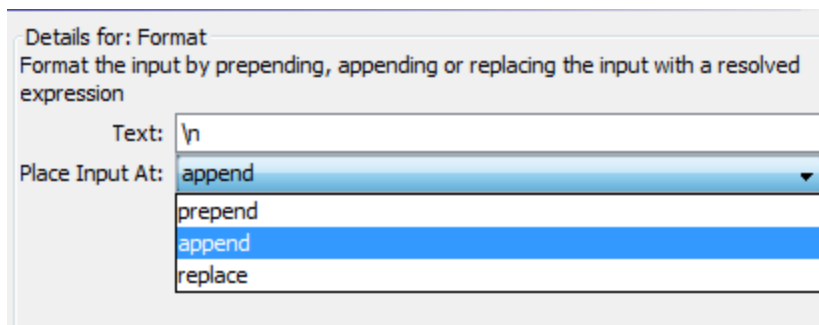 Details for: Format
Format the input by prepending, appending or replacing the input with a resolved
expression
Text: \n
Place Input At: append
prepend
append
replace